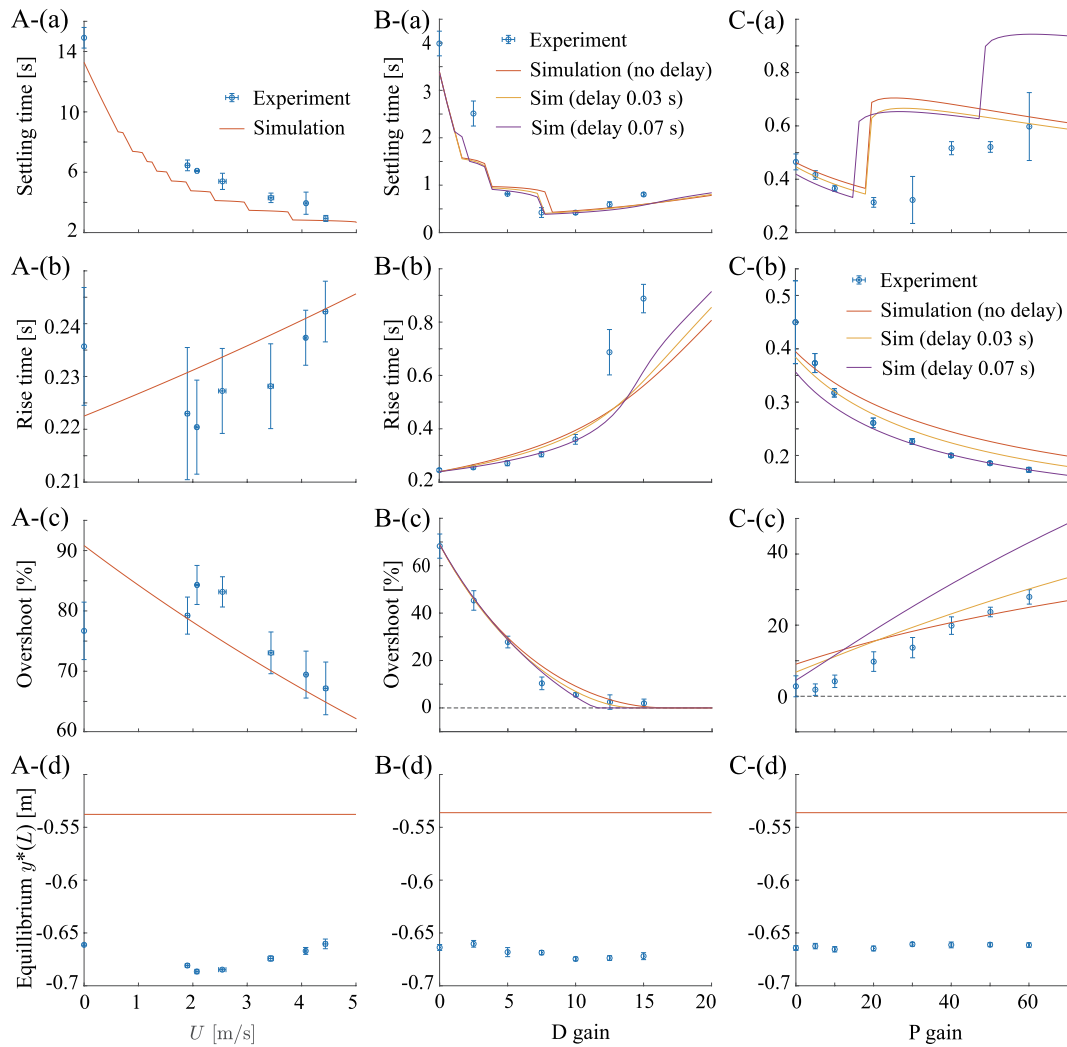 A-(a)
Settling time [s]
14
10
6
2
Experiment
Simulation
B-(a)
Settling time [s]
4
3
2
1
0
Experiment
Simulation (no delay)
Sim (delay 0.03 s)
Sim (delay 0.07 s)
C-(a)
Settling time [s]
0.8
0.6
0.4
0.2
A-(b)
Rise time [s]
0.24
0.23
0.22
0.21
B-(b)
Rise time [s]
1
0.8
0.6
0.4
0.2
C-(b)
Rise time [s]
0.5
0.4
0.3
0.2
Experiment
Simulation (no delay)
Sim (delay 0.03 s)
Sim (delay 0.07 s)
A-(c)
Overshoot [%]
90
80
70
60
B-(c)
Overshoot [%]
60
40
20
0
C-(c)
Overshoot [%]
40
20
0
A-(d)
Equillibrium y*(L) [m]
-0.55
-0.6
-0.65
-0.7
0 1 2 3 4 5
U [m/s]
B-(d)
-0.55
-0.6
-0.65
-0.7
0 5 10 15 20
D gain
C-(d)
-0.55
-0.6
-0.65
-0.7
0 20 40 60
P gain